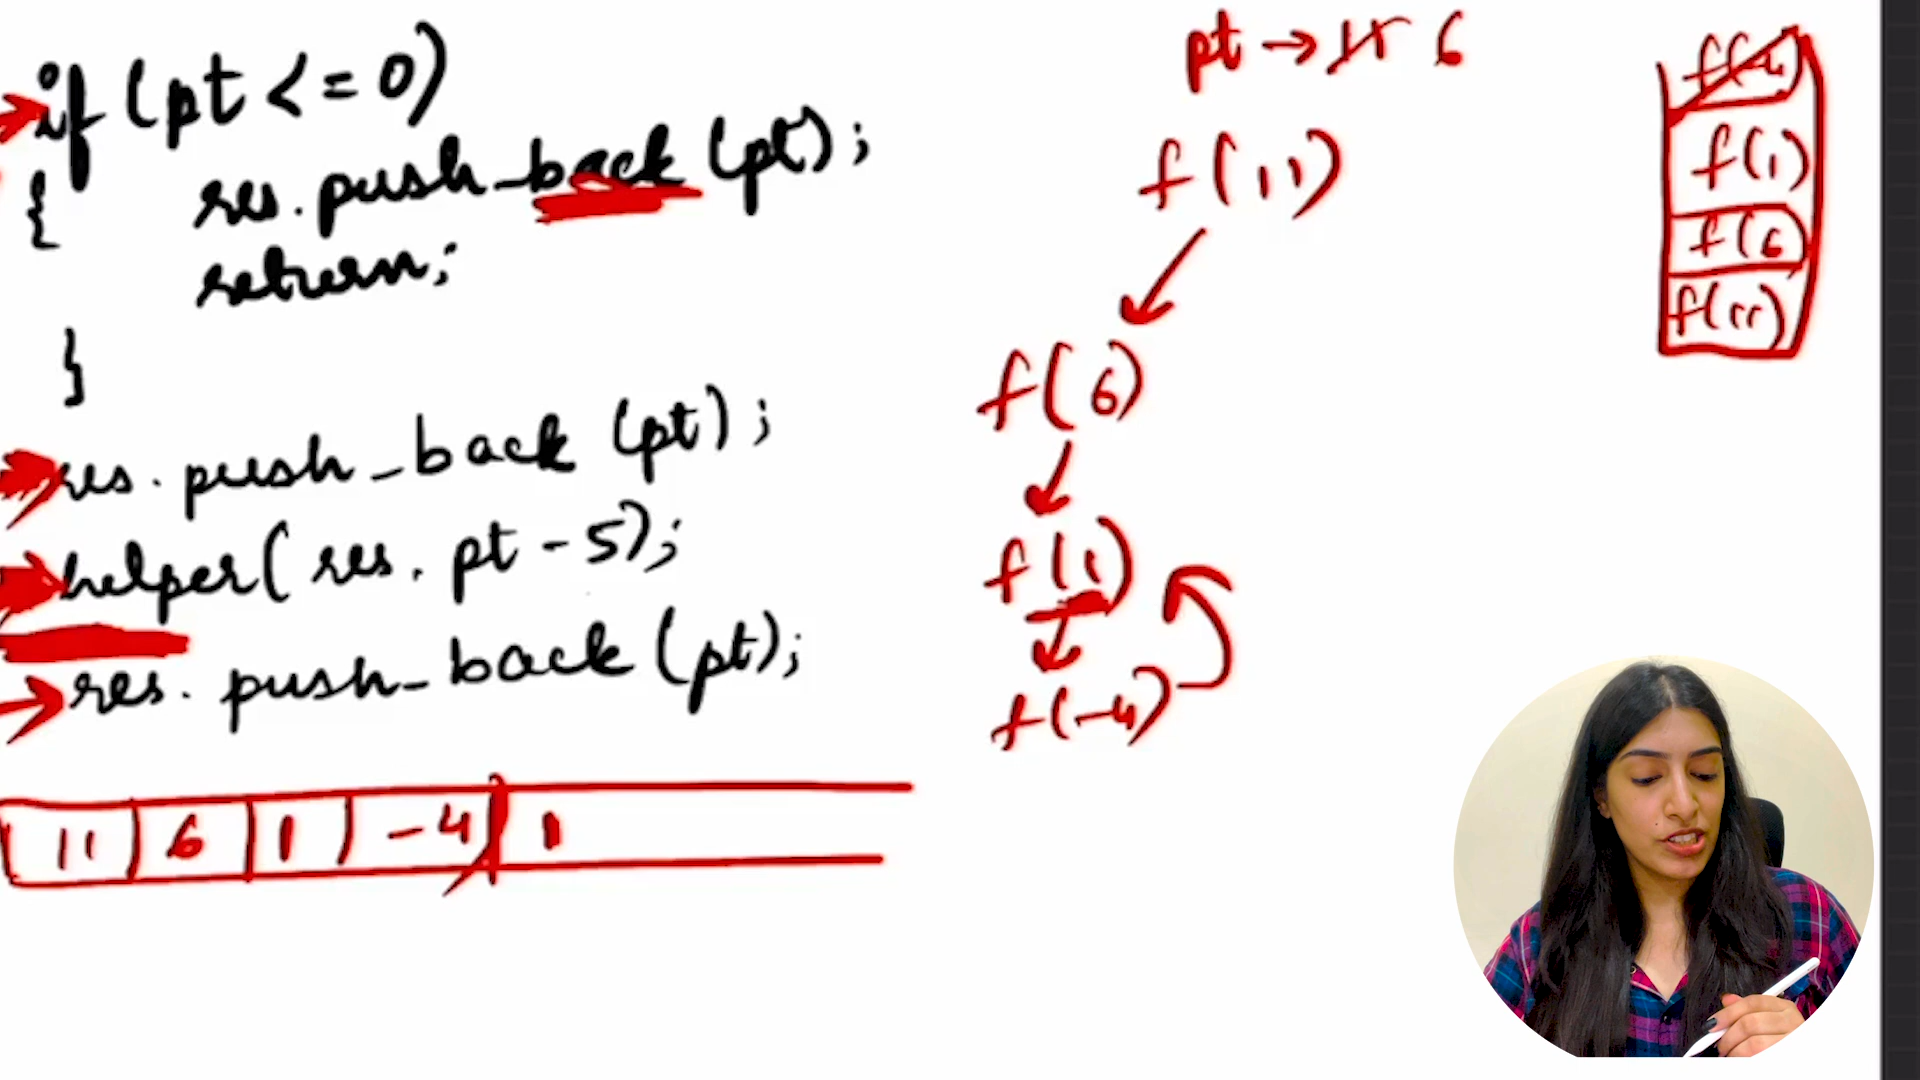 if (pt <= 0)
{ res.push_back (pt);
return;
}
res.push_back (pt);
helper( res. pt - 5);
res.push_back (pt);
11 6 1 -4 1
pt → 11 6
f(11)
f(6)
f(1)
f(-4)
f(-4)
f(1)
f(6
f(11)